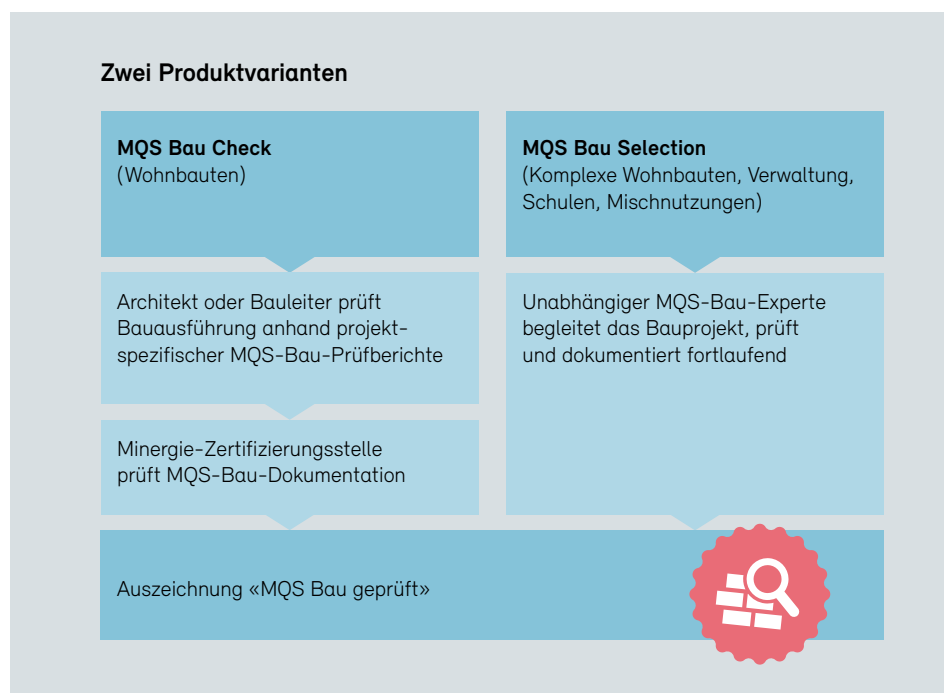 Zwei Produktvarianten
MQS Bau Check
(Wohnbauten)
Architekt oder Bauleiter prüft
Bauausführung anhand projekt-
spezifischer MQS-Bau-Prüfberichte
Minergie-Zertifizierungsstelle
prüft MQS-Bau-Dokumentation
MQS Bau Selection
(Komplexe Wohnbauten, Verwaltung,
Schulen, Mischnutzungen)
Unabhängiger MQS-Bau-Experte
begleitet das Bauprojekt, prüft
und dokumentiert fortlaufend
Auszeichnung «MQS Bau geprüft»